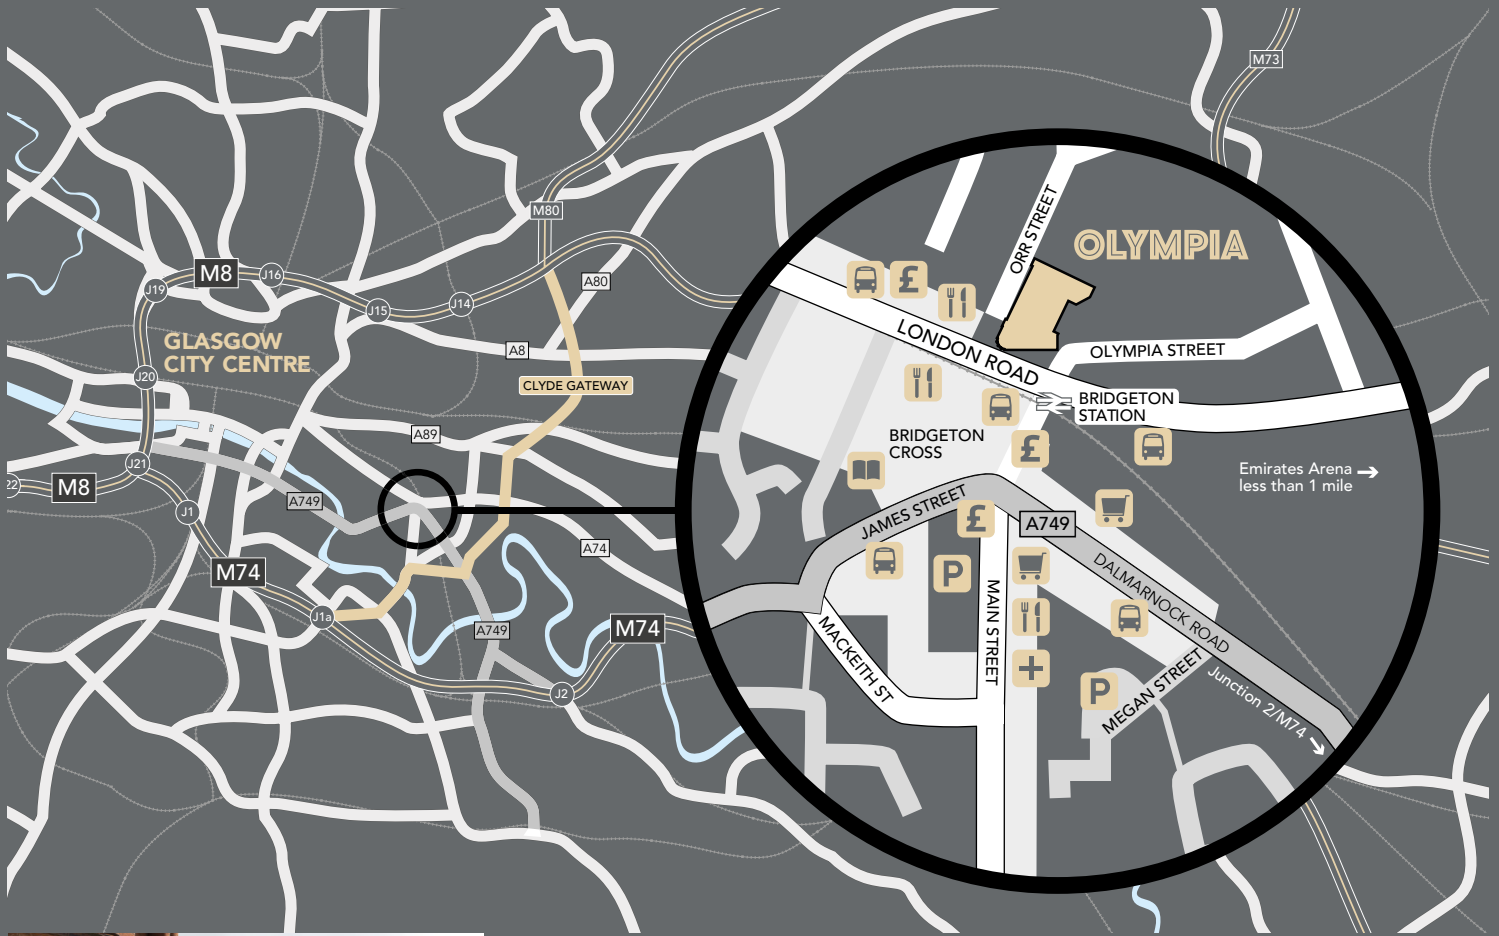 M73
M80
M8
J16
J19
A80
J15
J14
GLASGOW
CITY CENTRE
A8
J20
CLYDE GATEWAY
A89
J21
22
M8
A749
J1
A74
M74
J1a
A749
M74
J2
ORR STREET
OLYMPIA
£
LONDON ROAD
OLYMPIA STREET
BRIDGETON
STATION
BRIDGETON
CROSS
£
Emirates Arena
less than 1 mile
JAMES STREET
£
A749
P
DALMARNOCK ROAD
MAIN STREET
MACKEITH ST
MEGAN STREET
P
Junction 2/M74